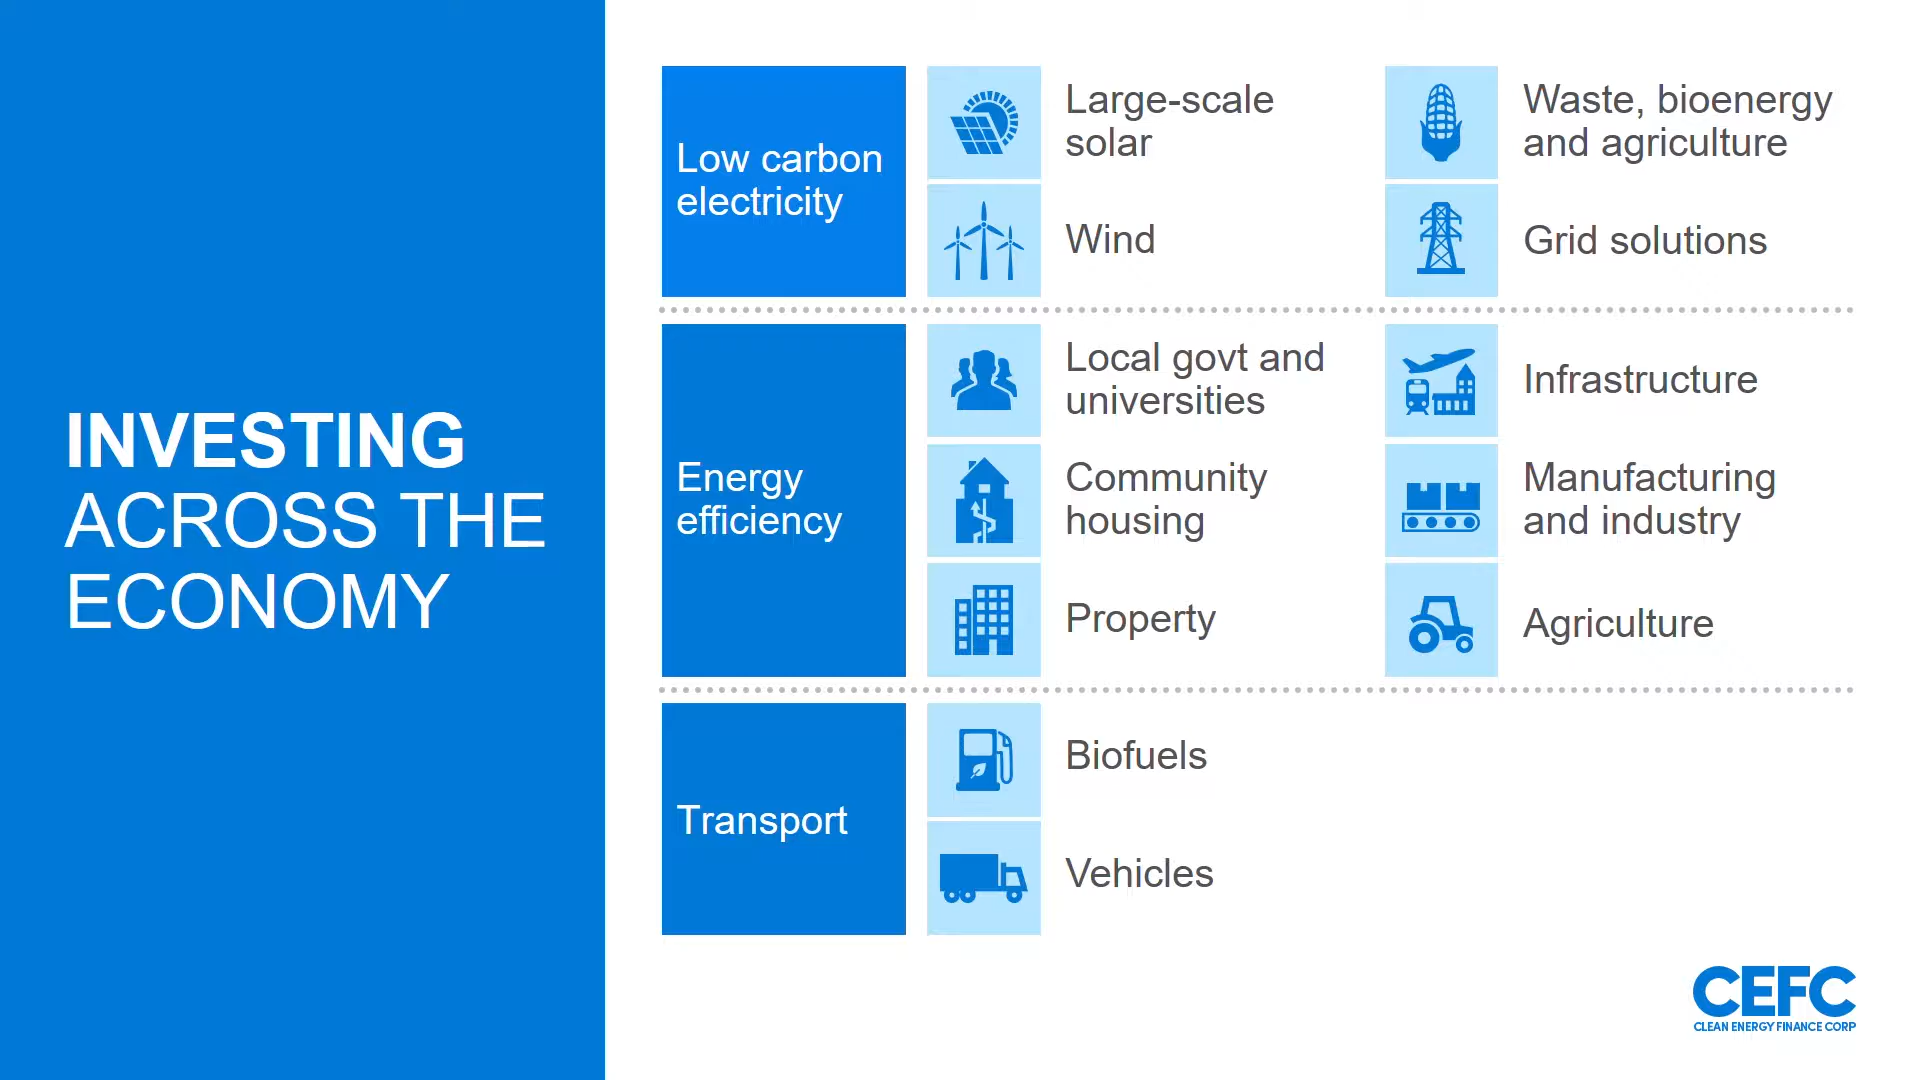 INVESTING
ACROSS THE
ECONOMY
Low carbon
electricity
Large-scale
solar
Waste, bioenergy
and agriculture
Wind
Grid solutions
Energy
efficiency
Local govt and
universities
Infrastructure
Community
housing
Manufacturing
and industry
Property
Agriculture
Transport
Biofuels
Vehicles
CEFC
CLEAN ENERGY FINANCE CORP